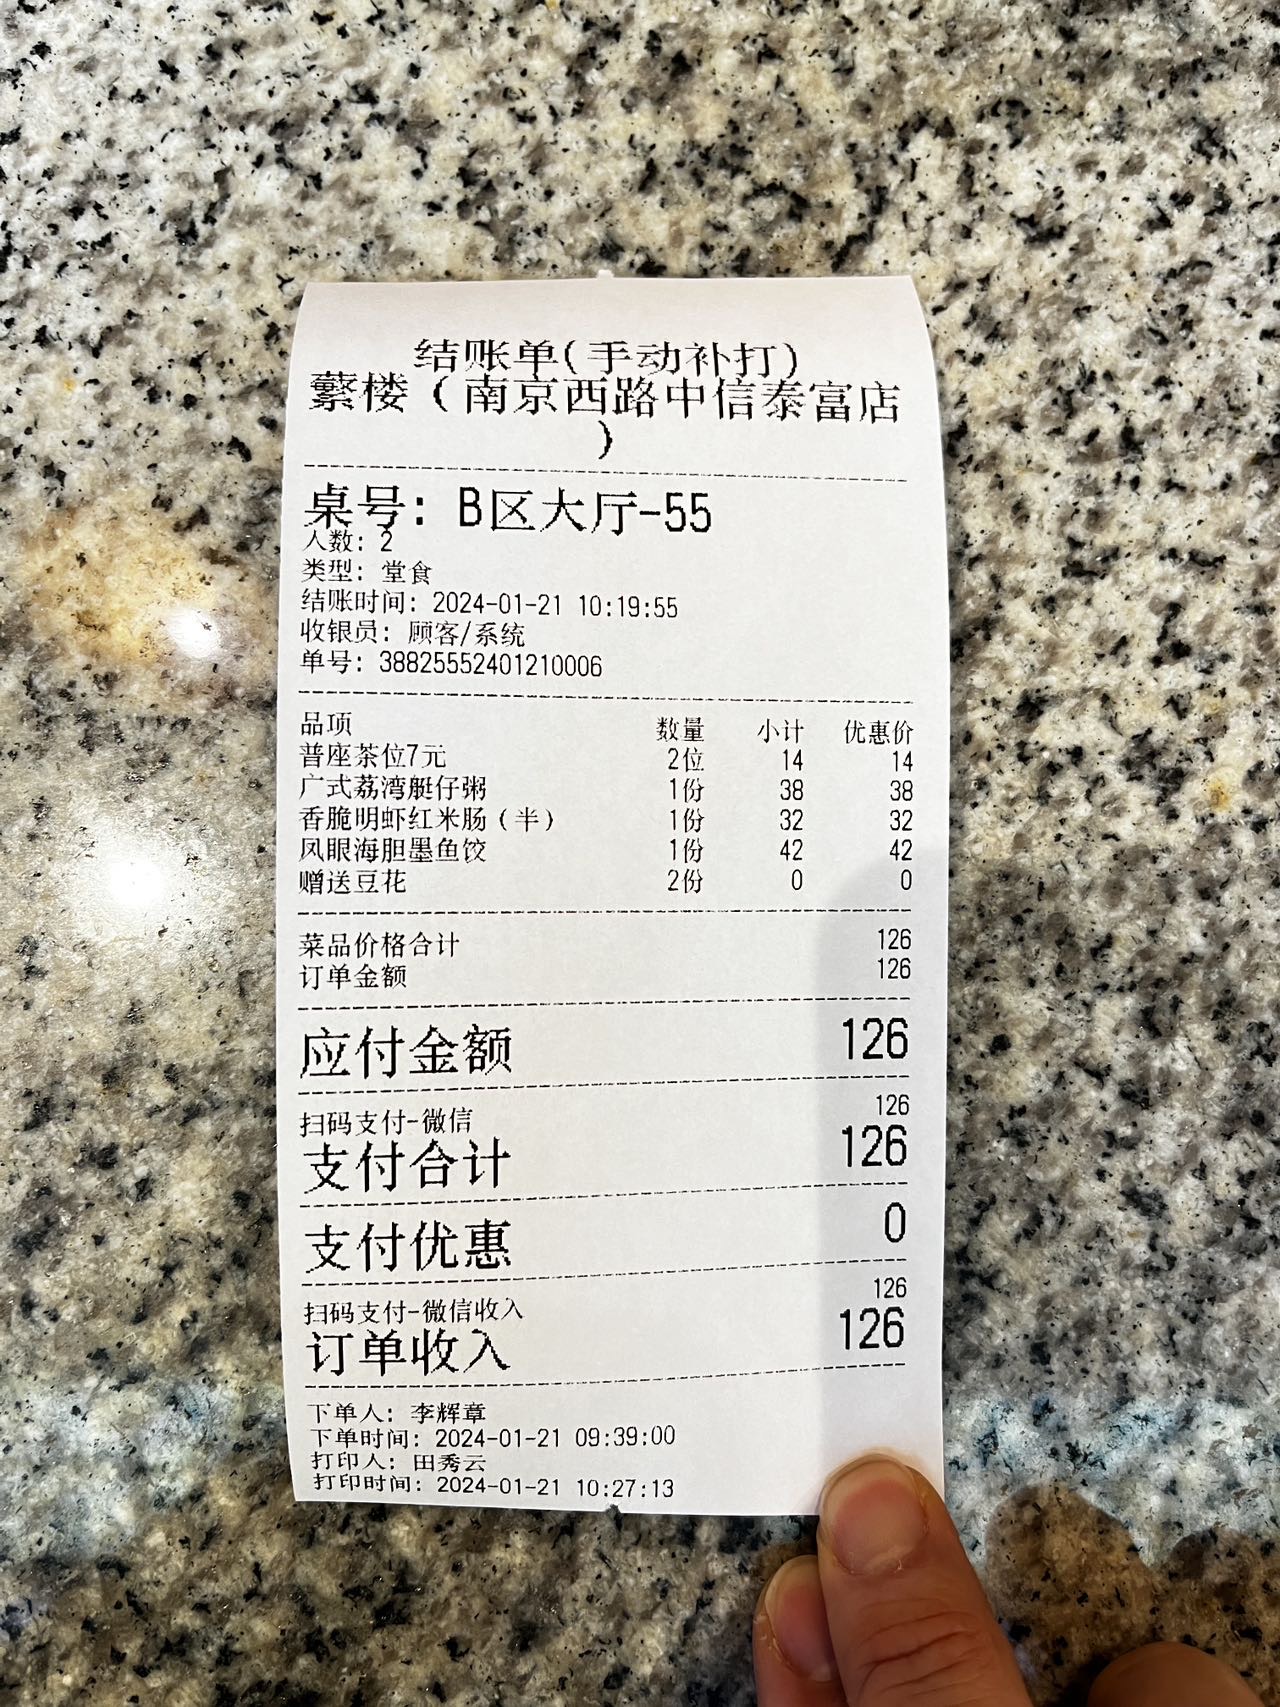 结账单(手动补打)
蘩楼（南京西路中信泰富店
）
桌号: B区大厅-55
人数: 2
类型: 堂食
结账时间: 2024-01-21 10:19:55
收银员: 顾客/系统
单号: 38825552401210006
品项 数量 小计 优惠价
普座茶位7元 2位 14 14
广式荔湾艇仔粥 1份 38 38
香脆明虾红米肠（半） 1份 32 32
凤眼海胆墨鱼饺 1份 42 42
赠送豆花 2份 0 0
菜品价格合计 126
订单金额 126
应付金额 126
扫码支付-微信 126
支付合计 126
支付优惠 0
扫码支付-微信收入 126
订单收入 126
下单人: 李辉章
下单时间: 2024-01-21 09:39:00
打印人: 田秀云
打印时间: 2024-01-21 10:27:13